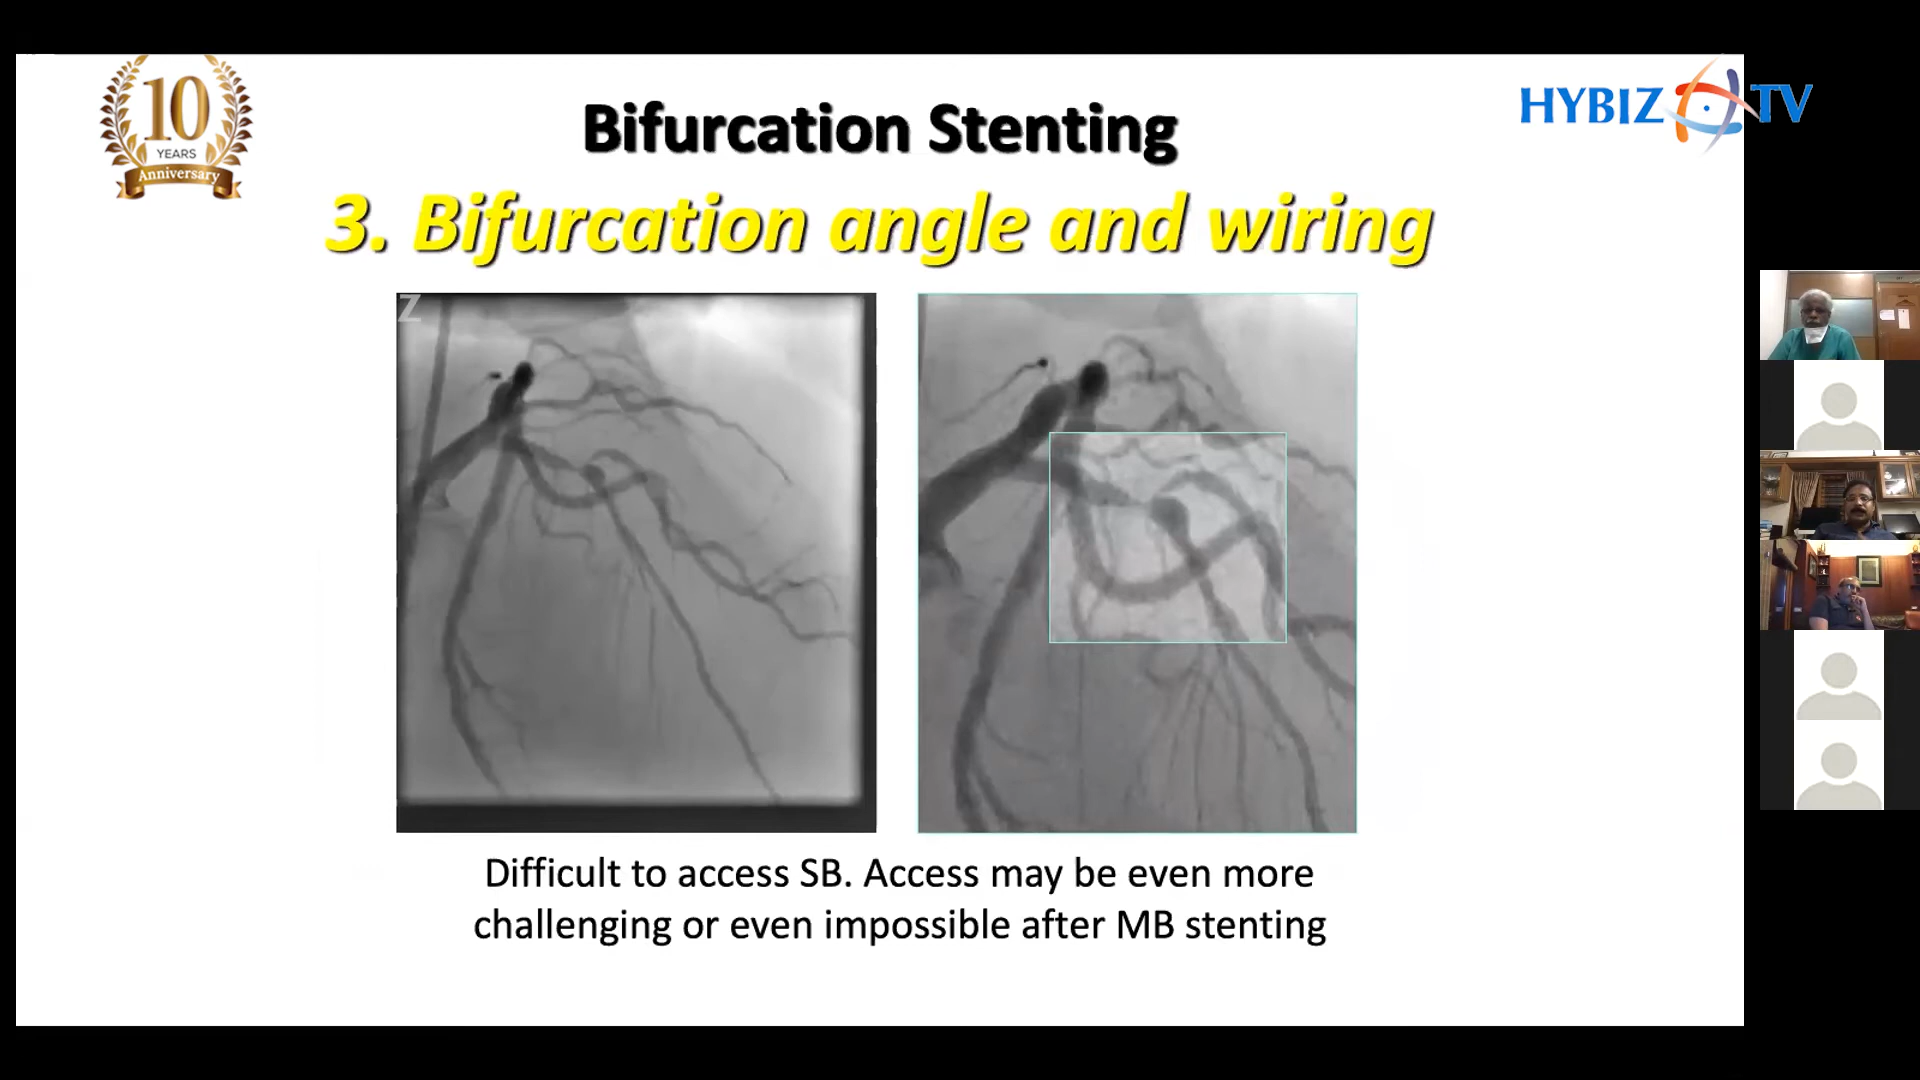 10
YEARS
Anniversary
HYBIZ TV
Bifurcation Stenting
3. Bifurcation angle and wiring
Z
Difficult to access SB. Access may be even more
challenging or even impossible after MB stenting